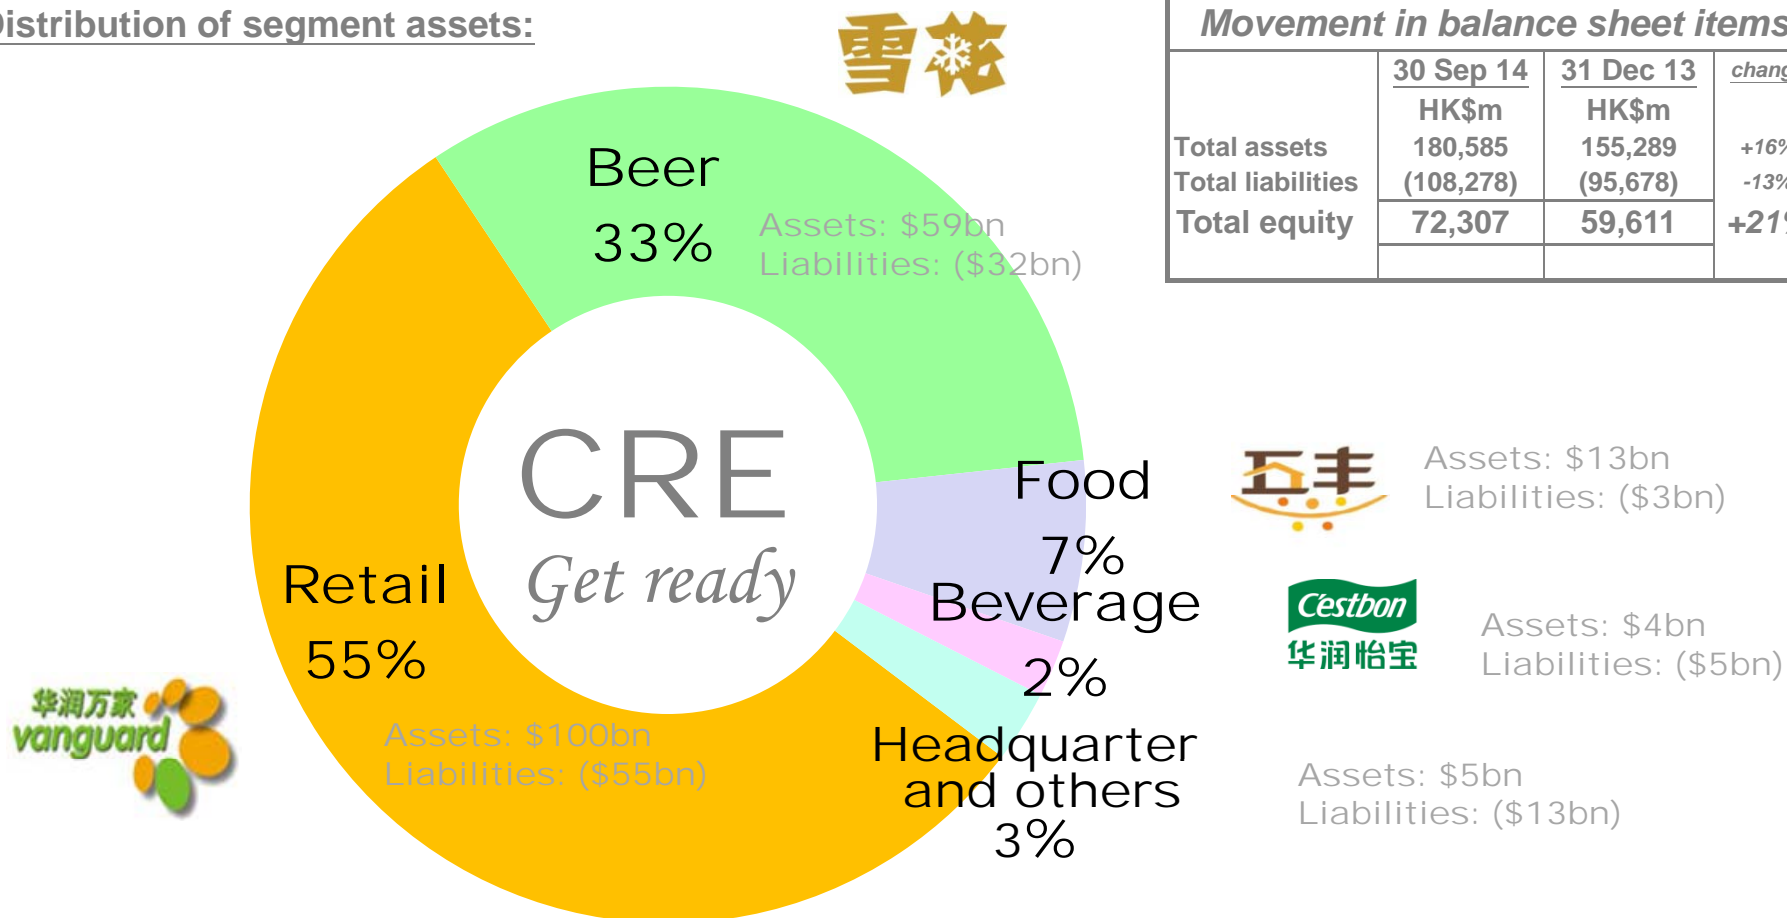 Distribution of segment assets:
雪花
Movement in balance sheet items
30 Sep 14 31 Dec 13 chang
HK$m HK$m
Total assets 180,585 155,289 +16%
Total liabilities (108,278) (95,678) -13%
Total equity 72,307 59,611 +21%
Beer
33%
Assets: $59bn
Liabilities: ($32bn)
CRE
Get ready
Food
7%
五丰
Assets: $13bn
Liabilities: ($3bn)
Beverage
2%
C'estbon
华润怡宝
Assets: $4bn
Liabilities: ($5bn)
Retail
55%
华润万家
vanguard
Assets: $100bn
Liabilities: ($55bn)
Headquarter
and others
3%
Assets: $5bn
Liabilities: ($13bn)